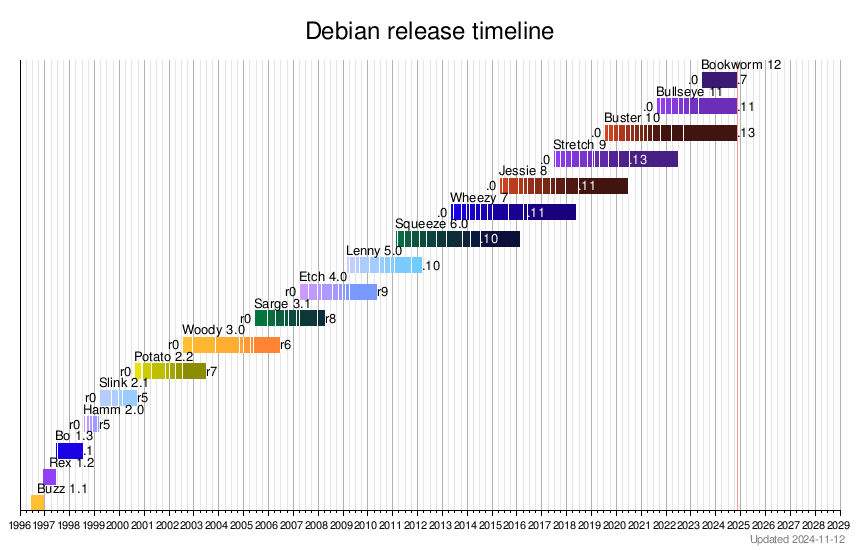 Debian release timeline
Bookworm 12
.0 .7
Bullseye 11
.0 .11
Buster 10
.0 .13
Stretch 9
.0 .13
Jessie 8
.0 .11
Wheezy 7
.0 .11
Squeeze 6.0
.10
Lenny 5.0
.10
Etch 4.0
r0 r9
Sarge 3.1
r0 r8
Woody 3.0
r0 r6
Potato 2.2
r0 r7
Slink 2.1
r0 r5
Hamm 2.0
r0 r5
Bo 1.3
.1
Rex 1.2
Buzz 1.1
1996 1997 1998 1999 2000 2001 2002 2003 2004 2005 2006 2007 2008 2009 2010 2011 2012 2013 2014 2015 2016 2017 2018 2019 2020 2021 2022 2023 2024 2025 2026 2027 2028 2029
Updated 2024-11-12